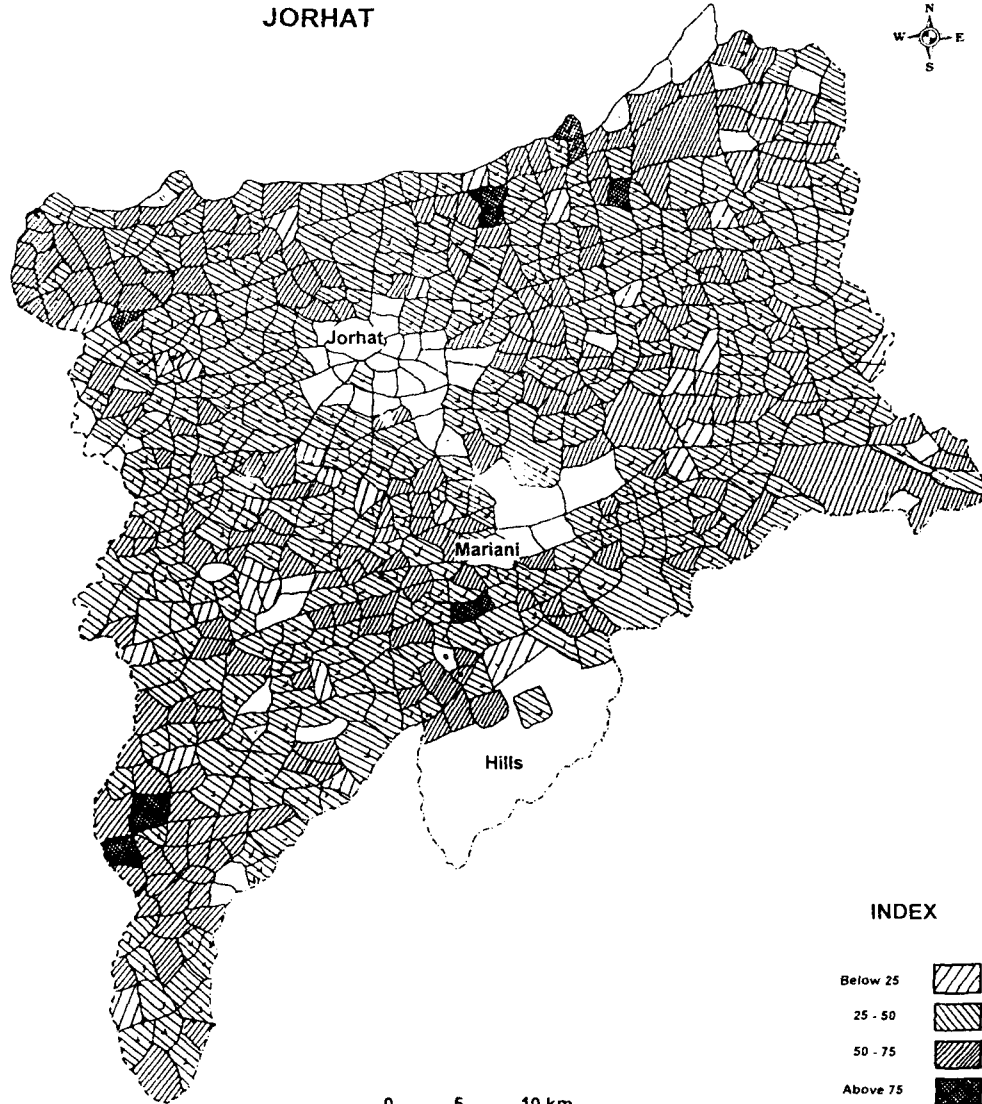 JORHAT
N
W E
S
Jorhat
Mariani
Hills
INDEX
Below 25
25 - 50
50 - 75
Above 75
0 5 10 km